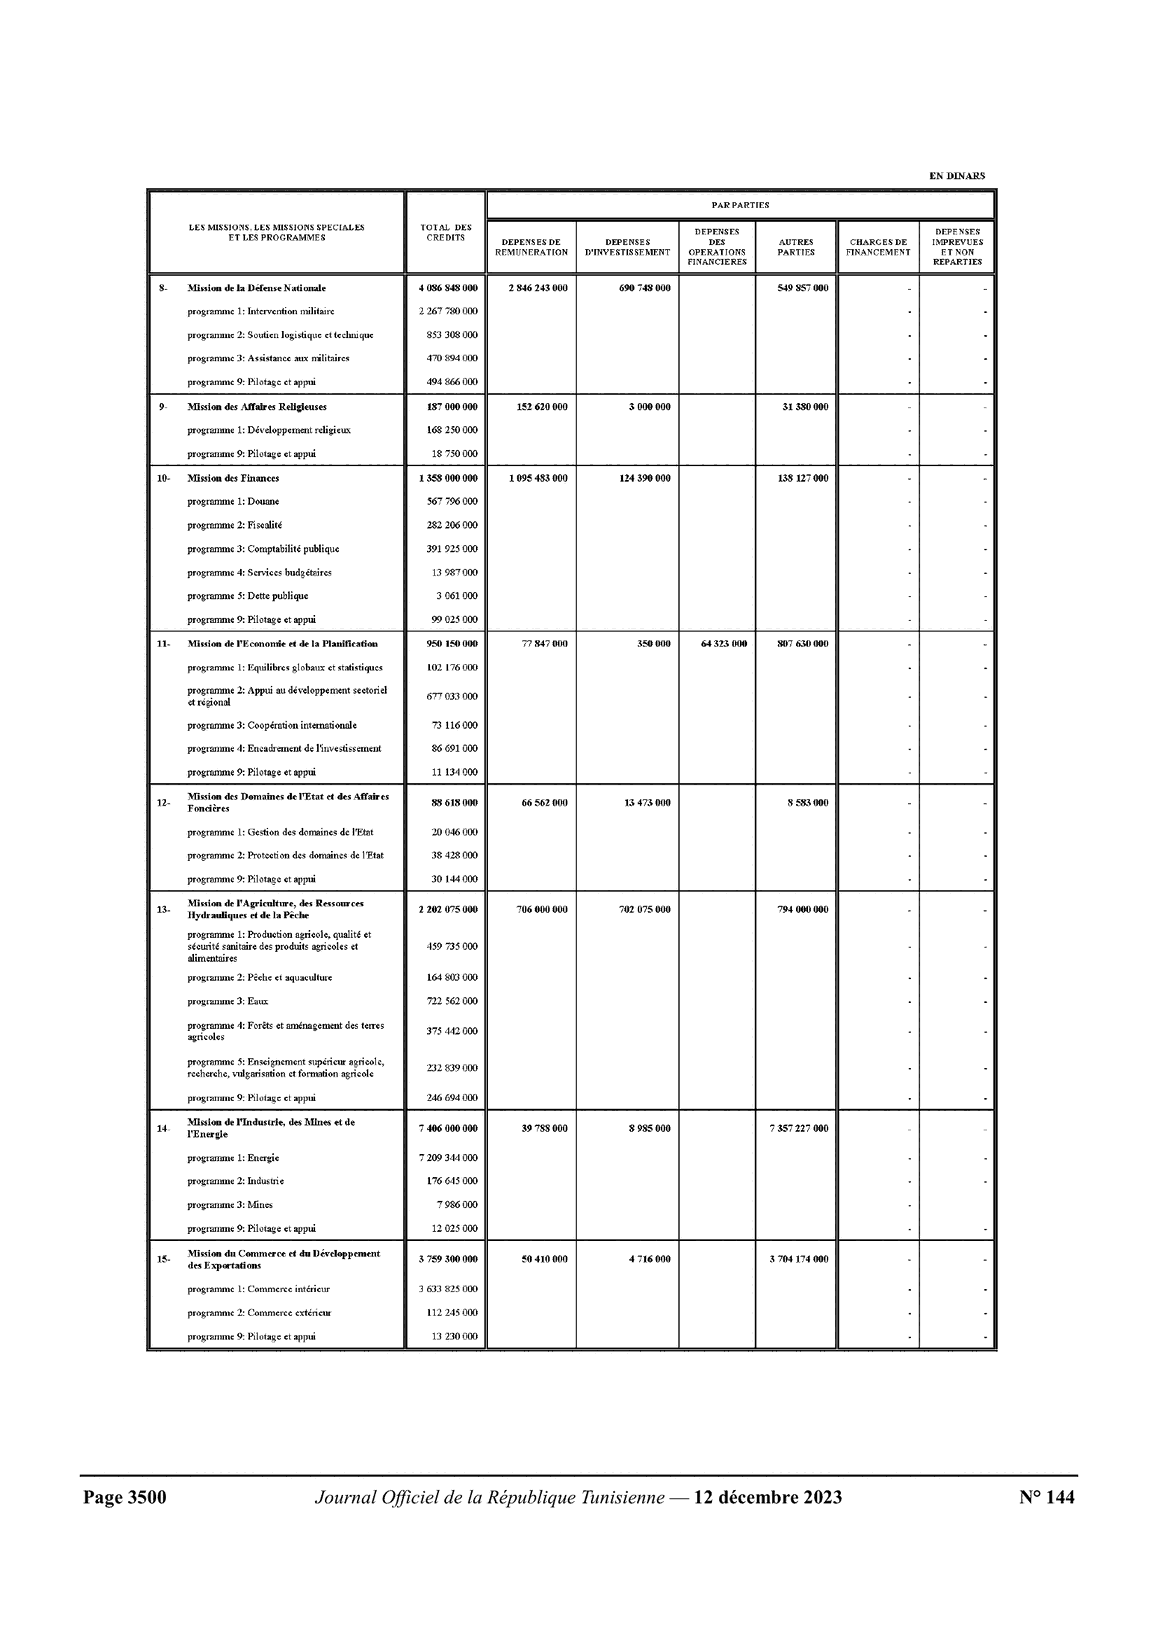 EN DINARS
LES MISSIONS, LES MISSIONS SPECIALES
ET LES PROGRAMMES
TOTAL DES
CREDITS
PAR PARTIES
DEPENSES DE
REMUNERATION
DEPENSES
D'INVESTISSEMENT
DEPENSES
DES
OPERATIONS
FINANCIERES
AUTRES
PARTIES
CHARGES DE
FINANCEMENT
DEPENSES
IMPREVUES
ET NON
REPARTIES
8- Mission de la Défense Nationale 4 086 848 000 2 846 243 000 690 748 000 549 857 000 - -
programme 1: Intervention militaire 2 267 780 000 - -
programme 2: Soutien logistique et technique 853 308 000 - -
programme 3: Assistance aux militaires 470 894 000 - -
programme 9: Pilotage et appui 494 866 000 - -
9- Mission des Affaires Religieuses 187 000 000 152 620 000 3 000 000 31 380 000 - -
programme 1: Développement religieux 168 250 000 - -
programme 9: Pilotage et appui 18 750 000 - -
10- Mission des Finances 1 358 000 000 1 095 483 000 124 390 000 138 127 000 - -
programme 1: Douane 567 796 000 - -
programme 2: Fiscalité 282 206 000 - -
programme 3: Comptabilité publique 391 925 000 - -
programme 4: Services budgétaires 13 987 000 - -
programme 5: Dette publique 3 061 000 - -
programme 9: Pilotage et appui 99 025 000 - -
11- Mission de l'Economie et de la Planification 950 150 000 77 847 000 350 000 64 323 000 807 630 000 - -
programme 1: Equilibres globaux et statistiques 102 176 000 - -
programme 2: Appui au développement sectoriel
et régional 677 033 000 - -
programme 3: Coopération internationale 73 116 000 - -
programme 4: Encadrement de l'investissement 86 691 000 - -
programme 9: Pilotage et appui 11 134 000 - -
12- Mission des Domaines de l'Etat et des Affaires
Foncières 88 618 000 66 562 000 13 473 000 8 583 000 - -
programme 1: Gestion des domaines de l'Etat 20 046 000 - -
programme 2: Protection des domaines de l'Etat 38 428 000 - -
programme 9: Pilotage et appui 30 144 000 - -
13- Mission de l'Agriculture, des Ressources
Hydrauliques et de la Pêche 2 202 075 000 706 000 000 702 075 000 794 000 000 - -
programme 1: Production agricole, qualité et
sécurité sanitaire des produits agricoles et
alimentaires 459 735 000 - -
programme 2: Pêche et aquaculture 164 803 000 - -
programme 3: Eaux 722 562 000 - -
programme 4: Forêts et aménagement des terres
agricoles 375 442 000 - -
programme 5: Enseignement supérieur agricole,
recherche, vulgarisation et formation agricole 232 839 000 - -
programme 9: Pilotage et appui 246 694 000 - -
14- Mission de l'Industrie, des Mines et de
l'Energie 7 406 000 000 39 788 000 8 985 000 7 357 227 000 - -
programme 1: Energie 7 209 344 000 - -
programme 2: Industrie 176 645 000 - -
programme 3: Mines 7 986 000 -
programme 9: Pilotage et appui 12 025 000 - -
15- Mission du Commerce et du Développement
des Exportations 3 759 300 000 50 410 000 4 716 000 3 704 174 000 - -
programme 1: Commerce intérieur 3 633 825 000 - -
programme 2: Commerce extérieur 112 245 000 - -
programme 9: Pilotage et appui 13 230 000 - -
Page 3500 Journal Officiel de la République Tunisienne — 12 décembre 2023 N° 144